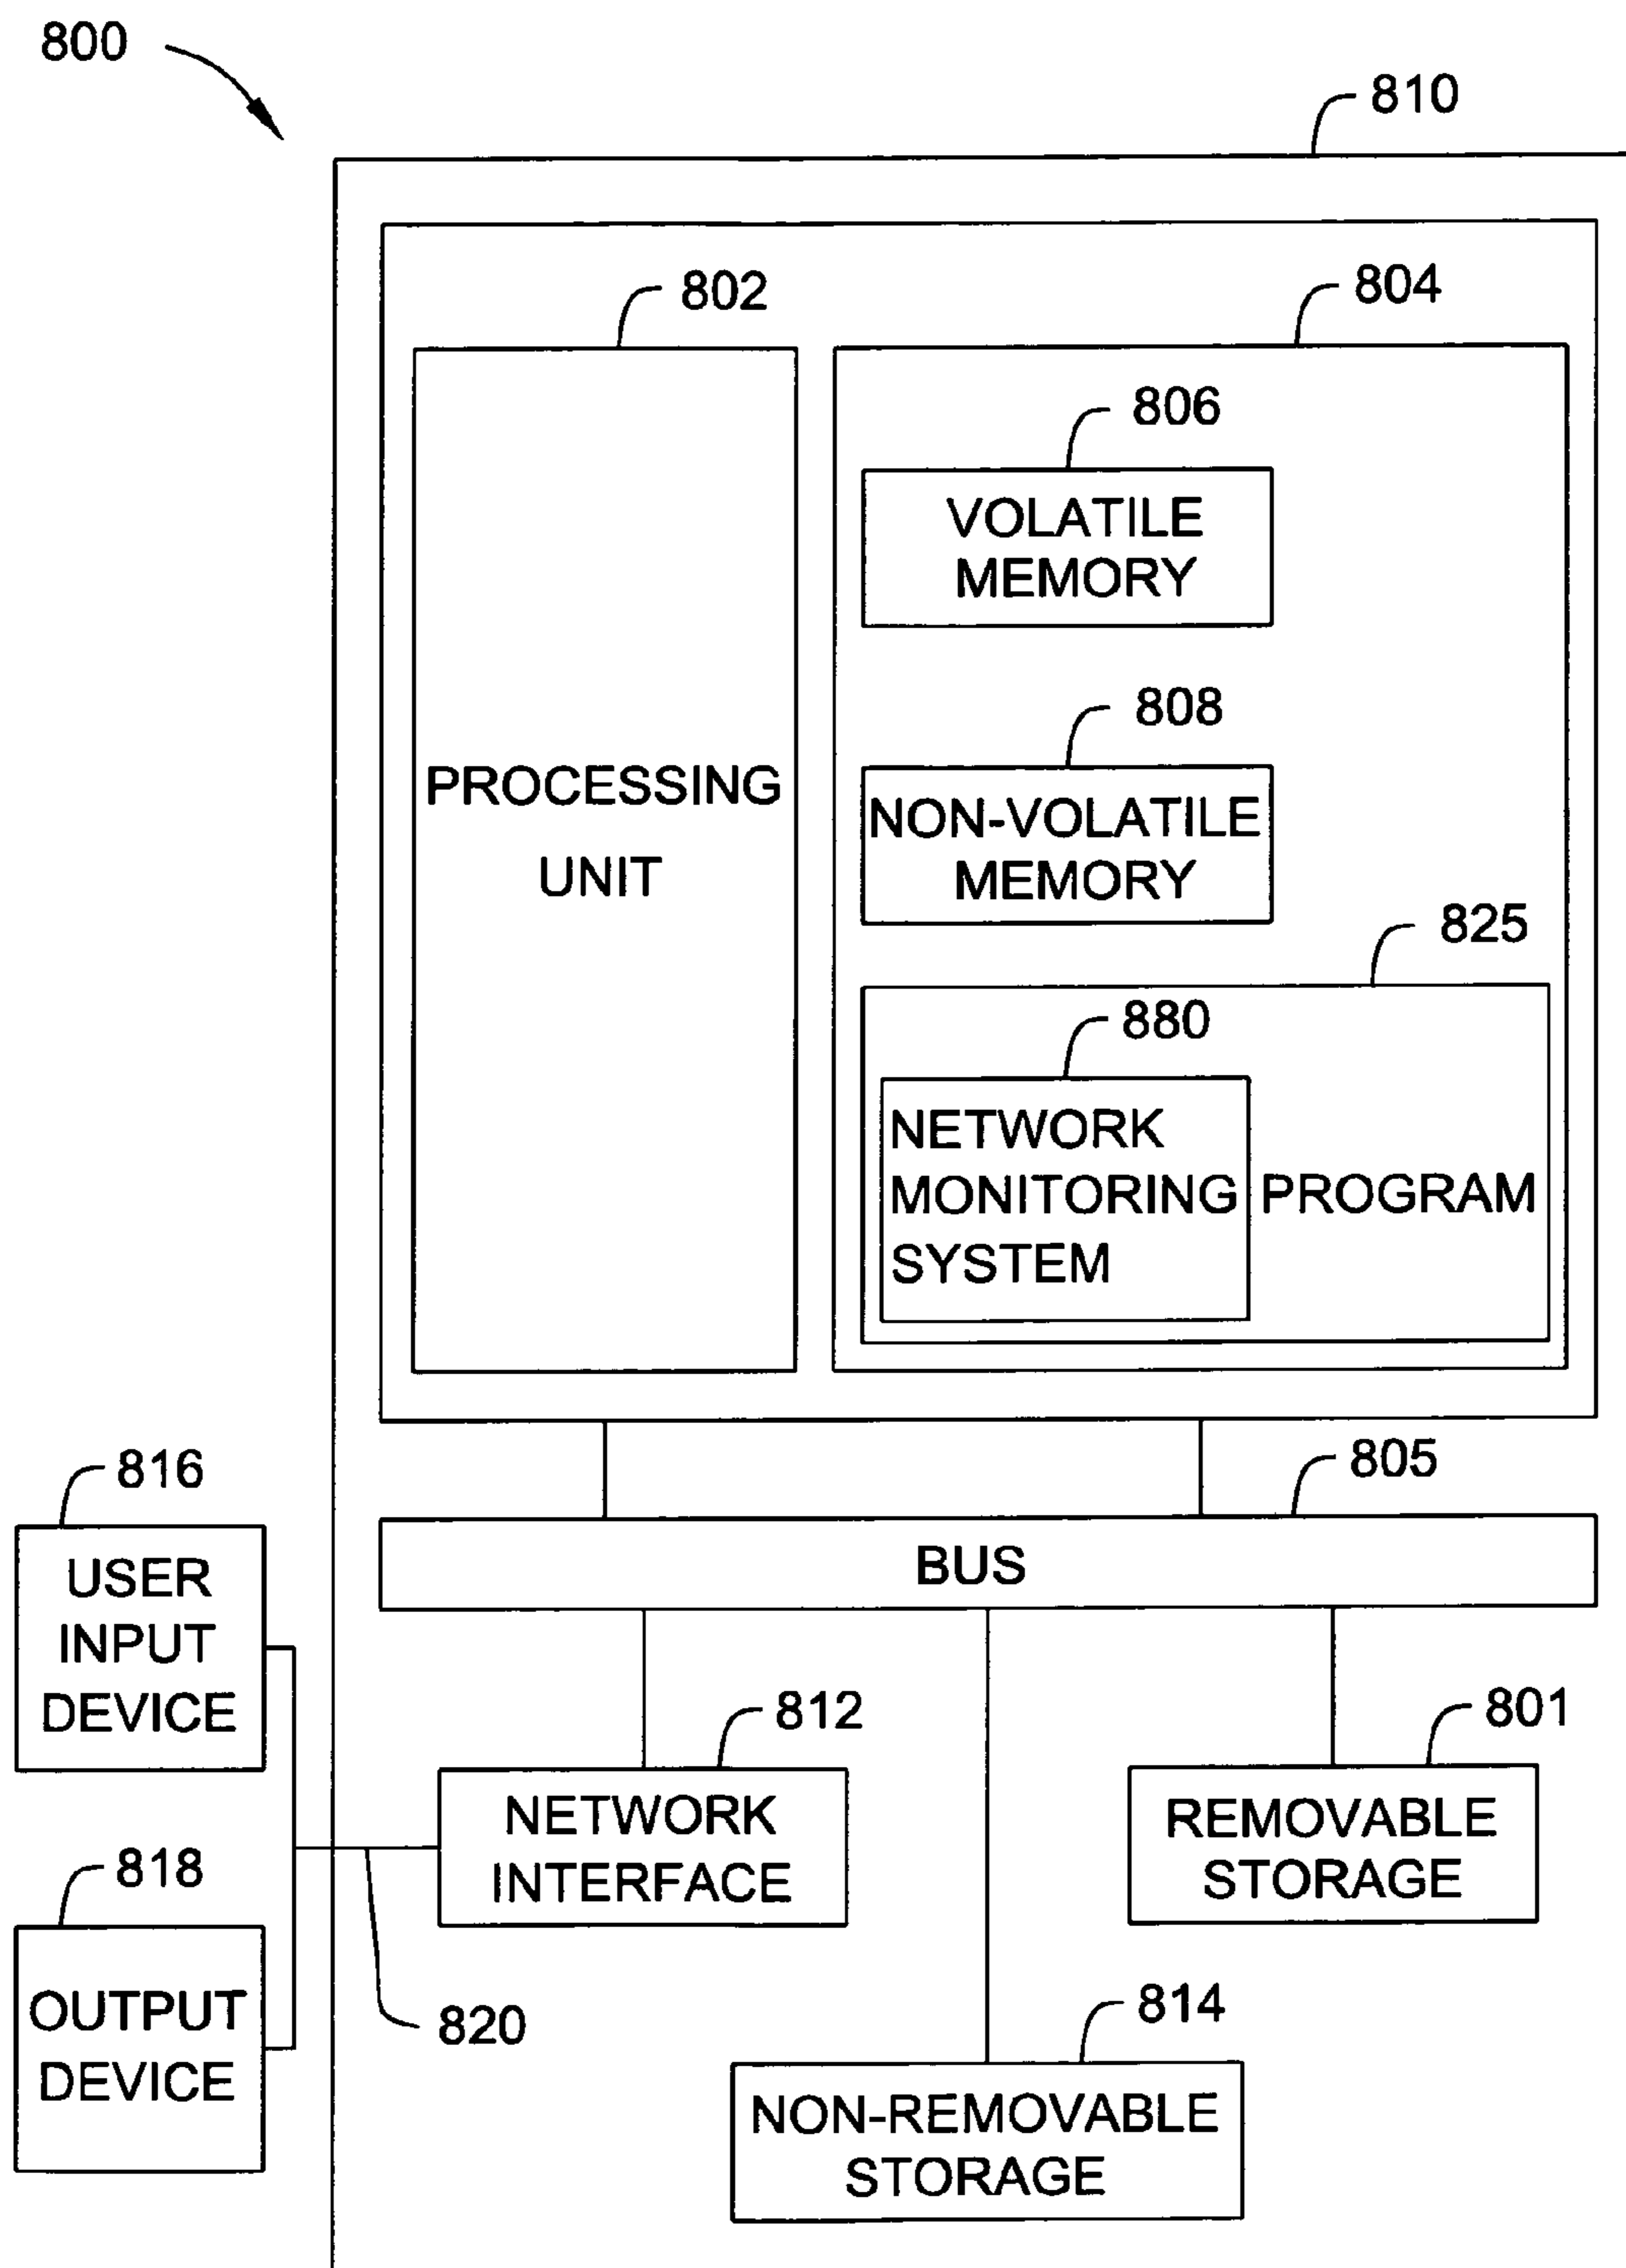 800
810
802
804
806
VOLATILE
MEMORY
808
NON-VOLATILE
MEMORY
PROCESSING
UNIT
825
880
NETWORK
MONITORING
SYSTEM
PROGRAM
805
BUS
816
USER
INPUT
DEVICE
812
NETWORK
INTERFACE
801
REMOVABLE
STORAGE
818
OUTPUT
DEVICE
820
814
NON-REMOVABLE
STORAGE